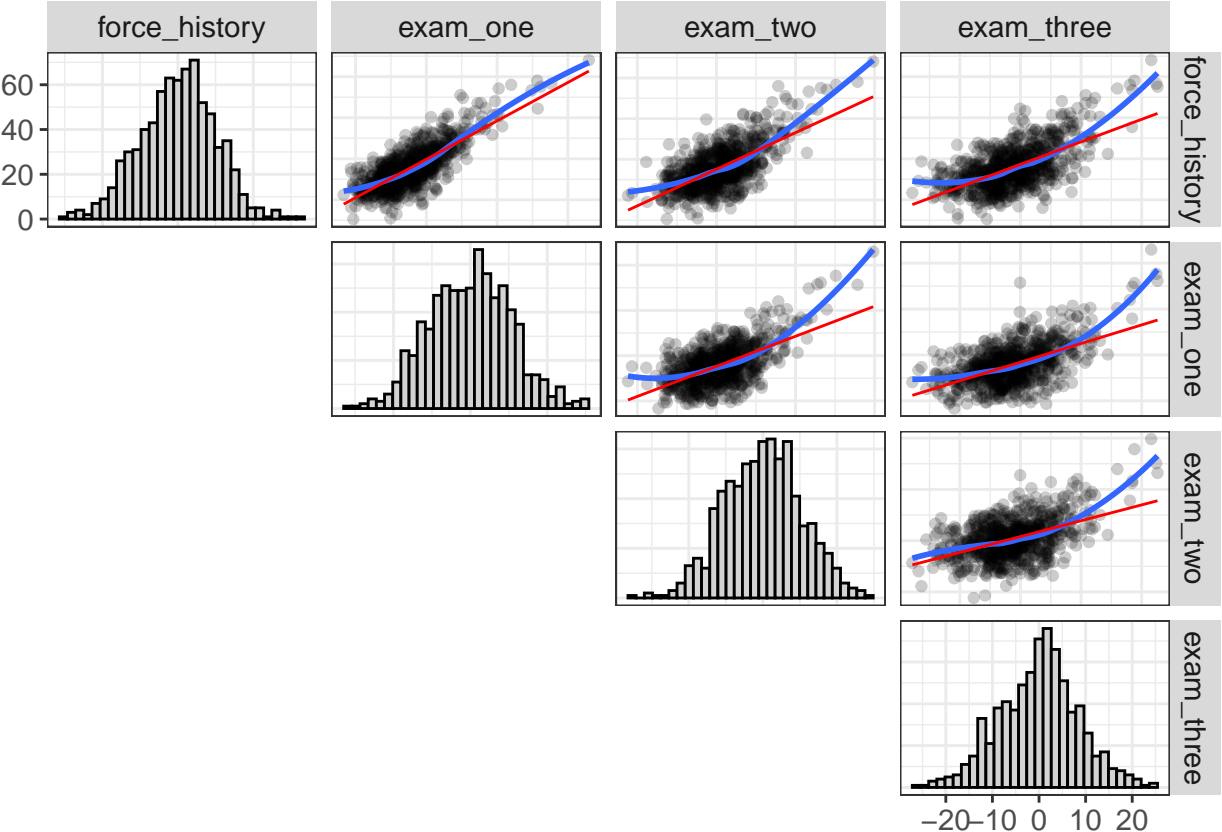 force_history
exam_one
exam_two
exam_three
force_history
exam_one
exam_two
exam_three
60
40
20
0
−20
−10
0
10
20